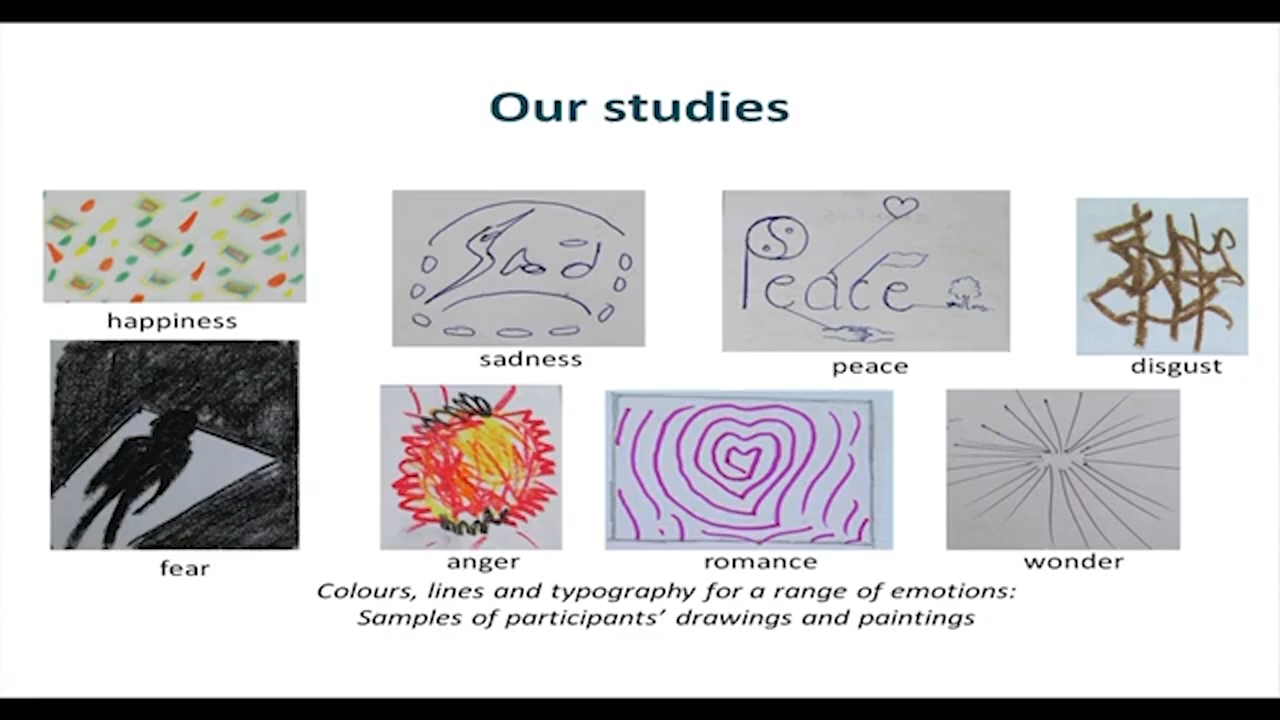 Our studies
Sad
Peace
happiness
sadness
peace
disgust
fear
anger
romance
wonder
Colours, lines and typography for a range of emotions:
Samples of participants’ drawings and paintings